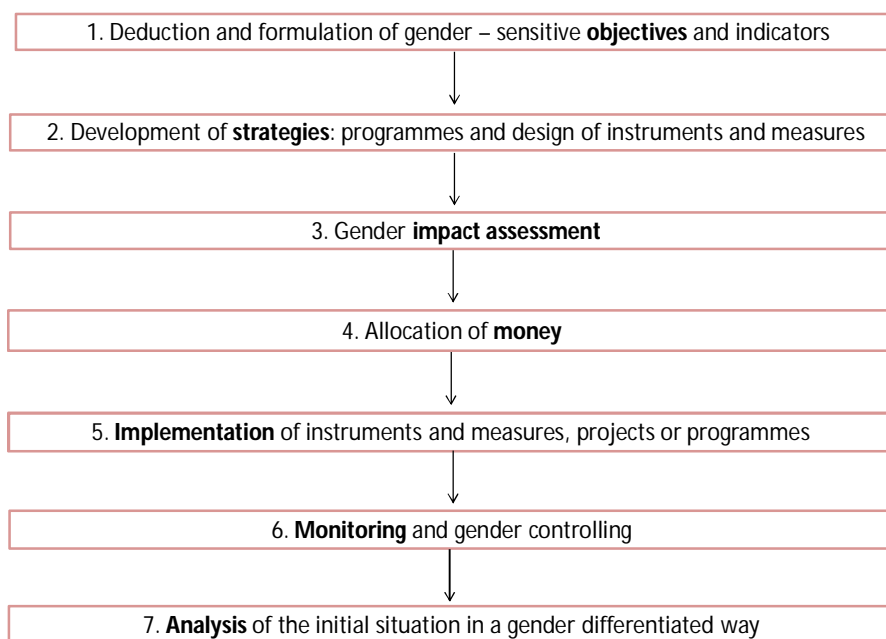 1. Deduction and formulation of gender – sensitive objectives and indicators
2. Development of strategies: programmes and design of instruments and measures
3. Gender impact assessment
4. Allocation of money
5. Implementation of instruments and measures, projects or programmes
6. Monitoring and gender controlling
7. Analysis of the initial situation in a gender differentiated way